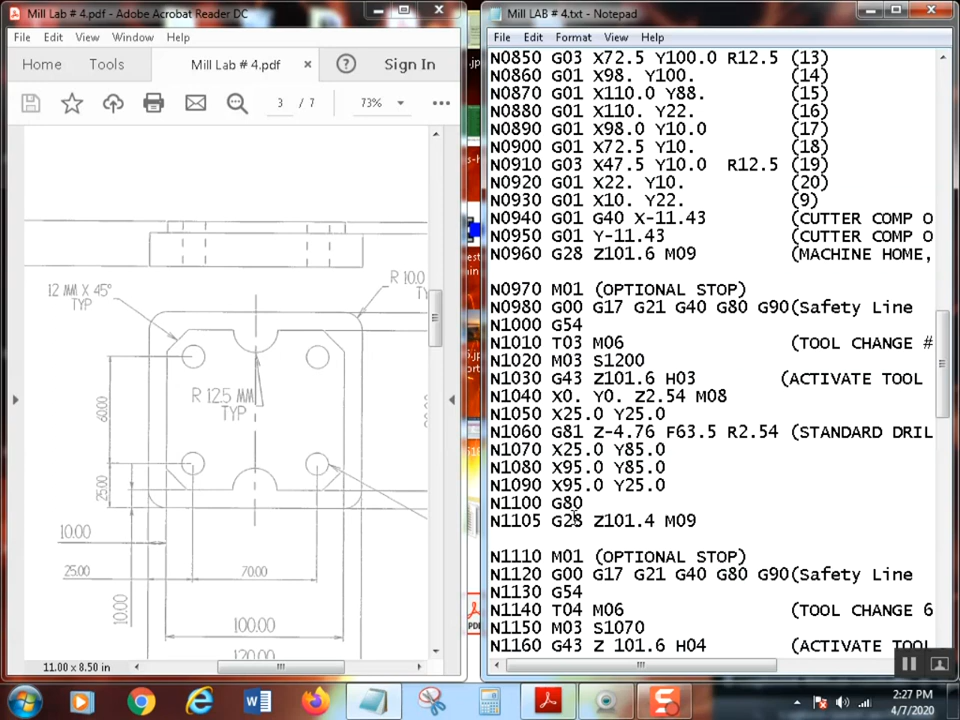 Mill Lab # 4.pdf - Adobe Acrobat Reader DC
File Edit View Window Help
Home Tools Mill Lab # 4.pdf × ? Sign In
3 / 7 73%
12 MM X 45°
TYP
R 10.0
R 12.5 MM
TYP
60.00
25.00
10.00
25.00
70.00
10.00
100.00
120.00
11.00 x 8.50 in
Mill LAB # 4.txt - Notepad
File Edit Format View Help
N0850 G03 X72.5 Y100.0 R12.5 (13)
N0860 G01 X98. Y100. (14)
N0870 G01 X110.0 Y88. (15)
N0880 G01 X110. Y22. (16)
N0890 G01 X98.0 Y10.0 (17)
N0900 G01 X72.5 Y10. (18)
N0910 G03 X47.5 Y10.0 R12.5 (19)
N0920 G01 X22. Y10. (20)
N0930 G01 X10. Y22. (9)
N0940 G01 G40 X-11.43 (CUTTER COMP O
N0950 G01 Y-11.43 (CUTTER COMP O
N0960 G28 Z101.6 M09 (MACHINE HOME,
N0970 M01 (OPTIONAL STOP)
N0980 G00 G17 G21 G40 G80 G90(Safety Line
N1000 G54
N1010 T03 M06 (TOOL CHANGE #
N1020 M03 S1200
N1030 G43 Z101.6 H03 (ACTIVATE TOOL
N1040 X0. Y0. Z2.54 M08
N1050 X25.0 Y25.0
N1060 G81 Z-4.76 F63.5 R2.54 (STANDARD DRIL
N1070 X25.0 Y85.0
N1080 X95.0 Y85.0
N1090 X95.0 Y25.0
N1100 G80
N1105 G28 Z101.4 M09
N1110 M01 (OPTIONAL STOP)
N1120 G00 G17 G21 G40 G80 G90(Safety Line
N1130 G54
N1140 T04 M06 (TOOL CHANGE 6
N1150 M03 S1070
N1160 G43 Z 101.6 H04 (ACTIVATE TOOL
2:27 PM
4/7/2020